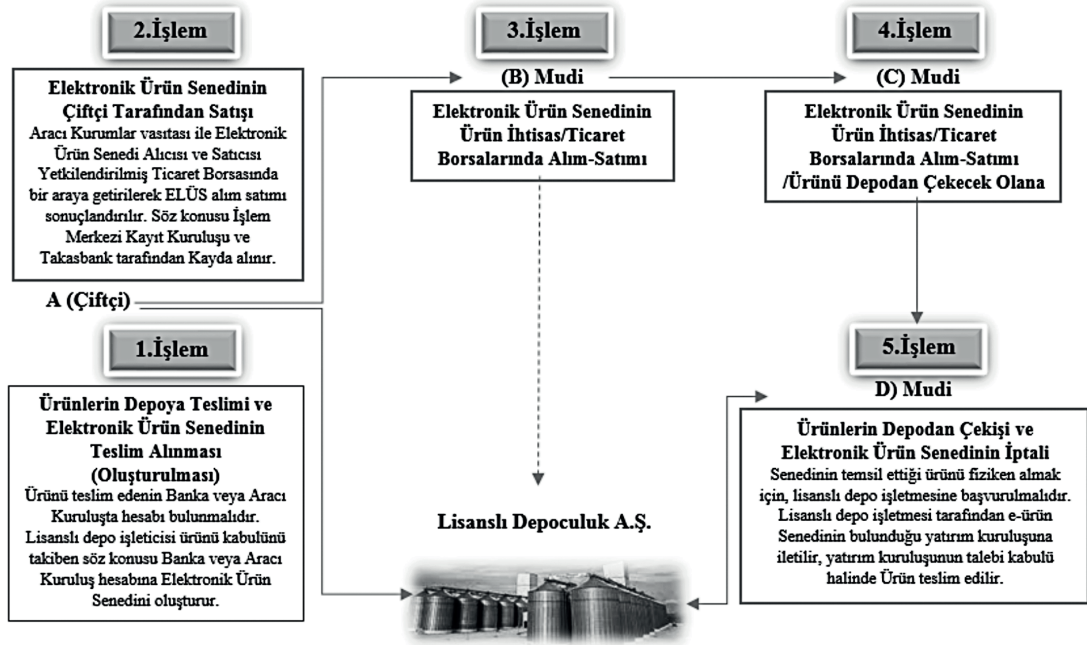 2.İşlem
Elektronik Ürün Senedinin
Çiftçi Tarafından Satışı
Aracı Kurumlar vasıtası ile Elektronik
Ürün Senedi Alıcısı ve Satıcısı
Yetkilendirilmiş Ticaret Borsasında
bir araya getirilerek ELÜS alım satımı
sonuçlandırılır. Söz konusu İşlem
Merkezi Kayıt Kuruluşu ve
Takasbank tarafından Kayda alınır.
A (Çiftçi)
1.İşlem
Ürünlerin Depoya Teslimi ve
Elektronik Ürün Senedinin
Teslim Alınması
(Oluşturulması)
Ürünü teslim edenin Banka veya Aracı
Kuruluşta hesabı bulunmalıdır.
Lisanslı depo işleticisi ürünü kabulünü
takiben söz konusu Banka veya Aracı
Kuruluş hesabına Elektronik Ürün
Senedini oluşturur.
3.İşlem
(B) Mudi
Elektronik Ürün Senedinin
Ürün İhtisas/Ticaret
Borsalarında Alım-Satımı
Lisanslı Depoculuk A.Ş.
4.İşlem
(C) Mudi
Elektronik Ürün Senedinin
Ürün İhtisas/Ticaret
Borsalarında Alım-Satımı
/Ürünü Depodan Çekecek Olana
5.İşlem
D) Mudi
Ürünlerin Depodan Çekişi ve
Elektronik Ürün Senedinin İptali
Senedinin temsil ettiği ürünü fiziken almak
için, lisanslı depo işletmesine başvurulmalıdır.
Lisanslı depo işletmesi tarafından e-ürün
Senedinin bulunduğu yatırım kuruluşuna
iletilir, yatırım kuruluşunun talebi kabulü
halinde Ürün teslim edilir.